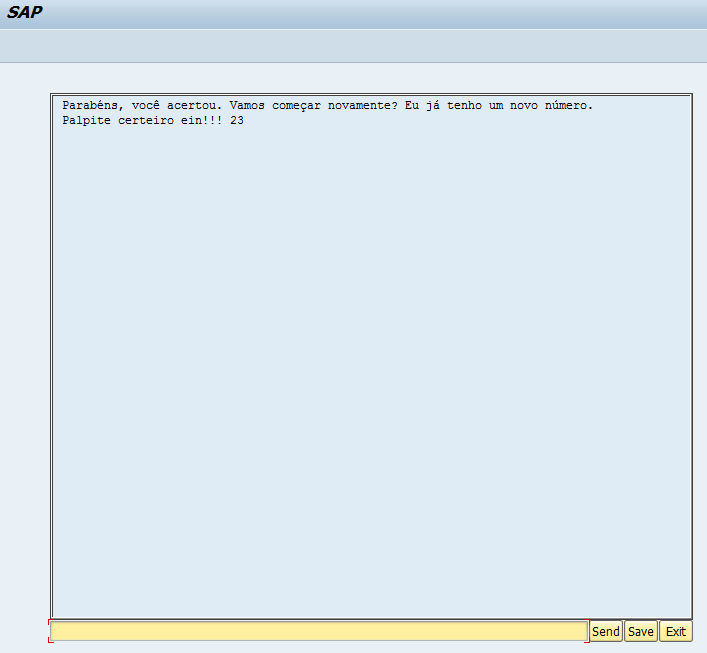 SAP
Parabéns, você acertou. Vamos começar novamente? Eu já tenho um novo número.
Palpite certeiro ein!!! 23
Send Save Exit